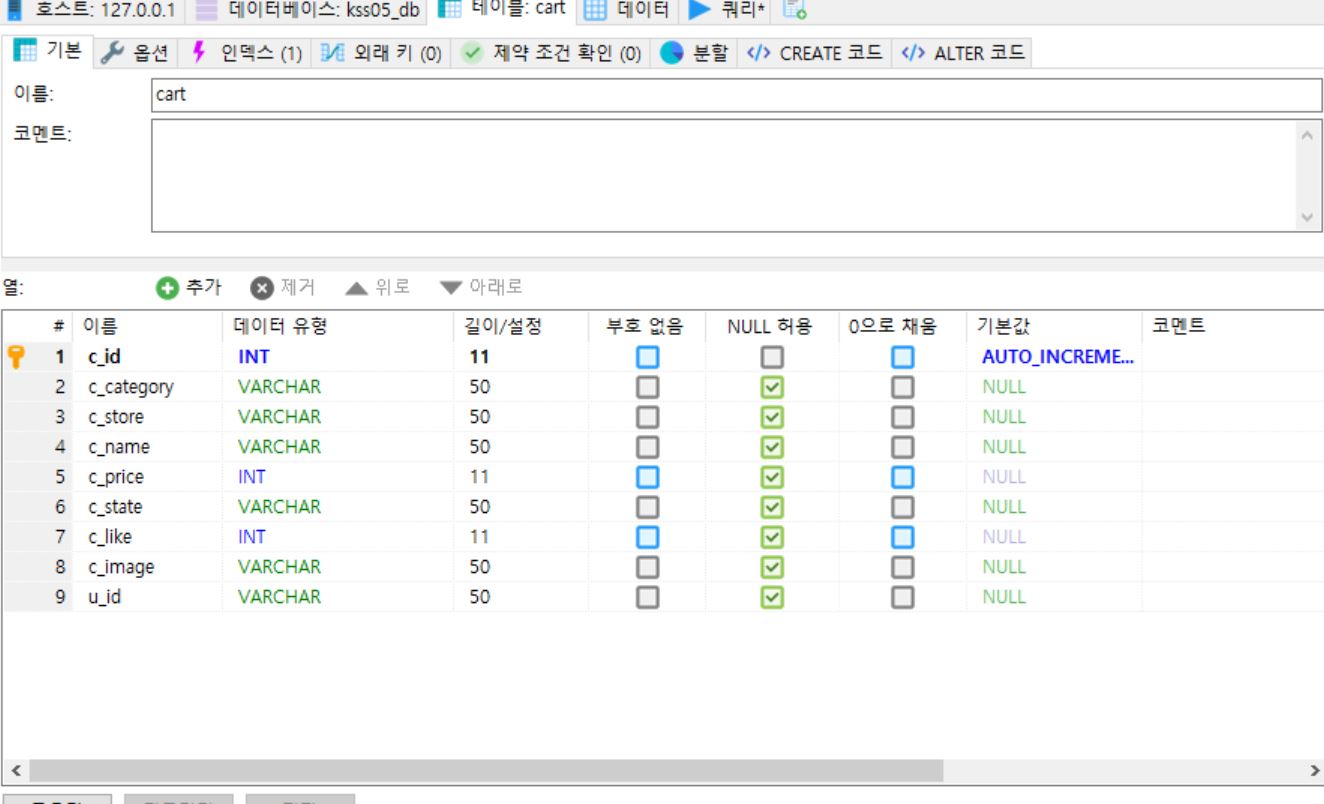 호스트: 127.0.0.1 데이터베이스: kss05_db 테이블: cart 데이터 쿼리*
기본 옵션 인덱스 (1) 외래 키 (0) 제약 조건 확인 (0) 분할 CREATE 코드 ALTER 코드
이름: cart
코멘트:
열: 추가 제거 위로 아래로
# 이름 데이터 유형 길이/설정 부호 없음 NULL 허용 0으로 채움 기본값 코멘트
1 c_id INT 11 AUTO_INCREME...
2 c_category VARCHAR 50 NULL
3 c_store VARCHAR 50 NULL
4 c_name VARCHAR 50 NULL
5 c_price INT 11 NULL
6 c_state VARCHAR 50 NULL
7 c_like INT 11 NULL
8 c_image VARCHAR 50 NULL
9 u_id VARCHAR 50 NULL